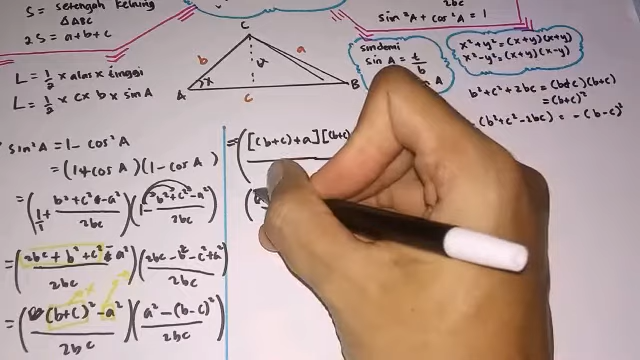 S = setengah keliling
△ABC
2S = a+b+c
2bc
sin²A + cos²A = 1
C
b
a
t
A
x
B
c
L = 1/2 x alas x tinggi
L = 1/2 x c x b x sin A
sindemi
sin A = t/b
A
x²+y² = (x+y)(x+y)
x²-y² = (x+y)(x-y)
b²+c²+2bc = (b+c)(b+c)
= (b+c)²
-(b²+c²-2bc) = -(b-c)²
sin²A = 1- cos²A
= (1+cos A)(1-cos A)
= (1/1 + b²+c²-a²/2bc)(1- b²+c²-a²/2bc)
= (2bc + b²+c²-a²/2bc)(2bc-b²-c²+a²/2bc)
= ((b+c)²-a²/2bc)(a²-(b-c)²/2bc)
= ([(b+c)+a][(b+c)
(